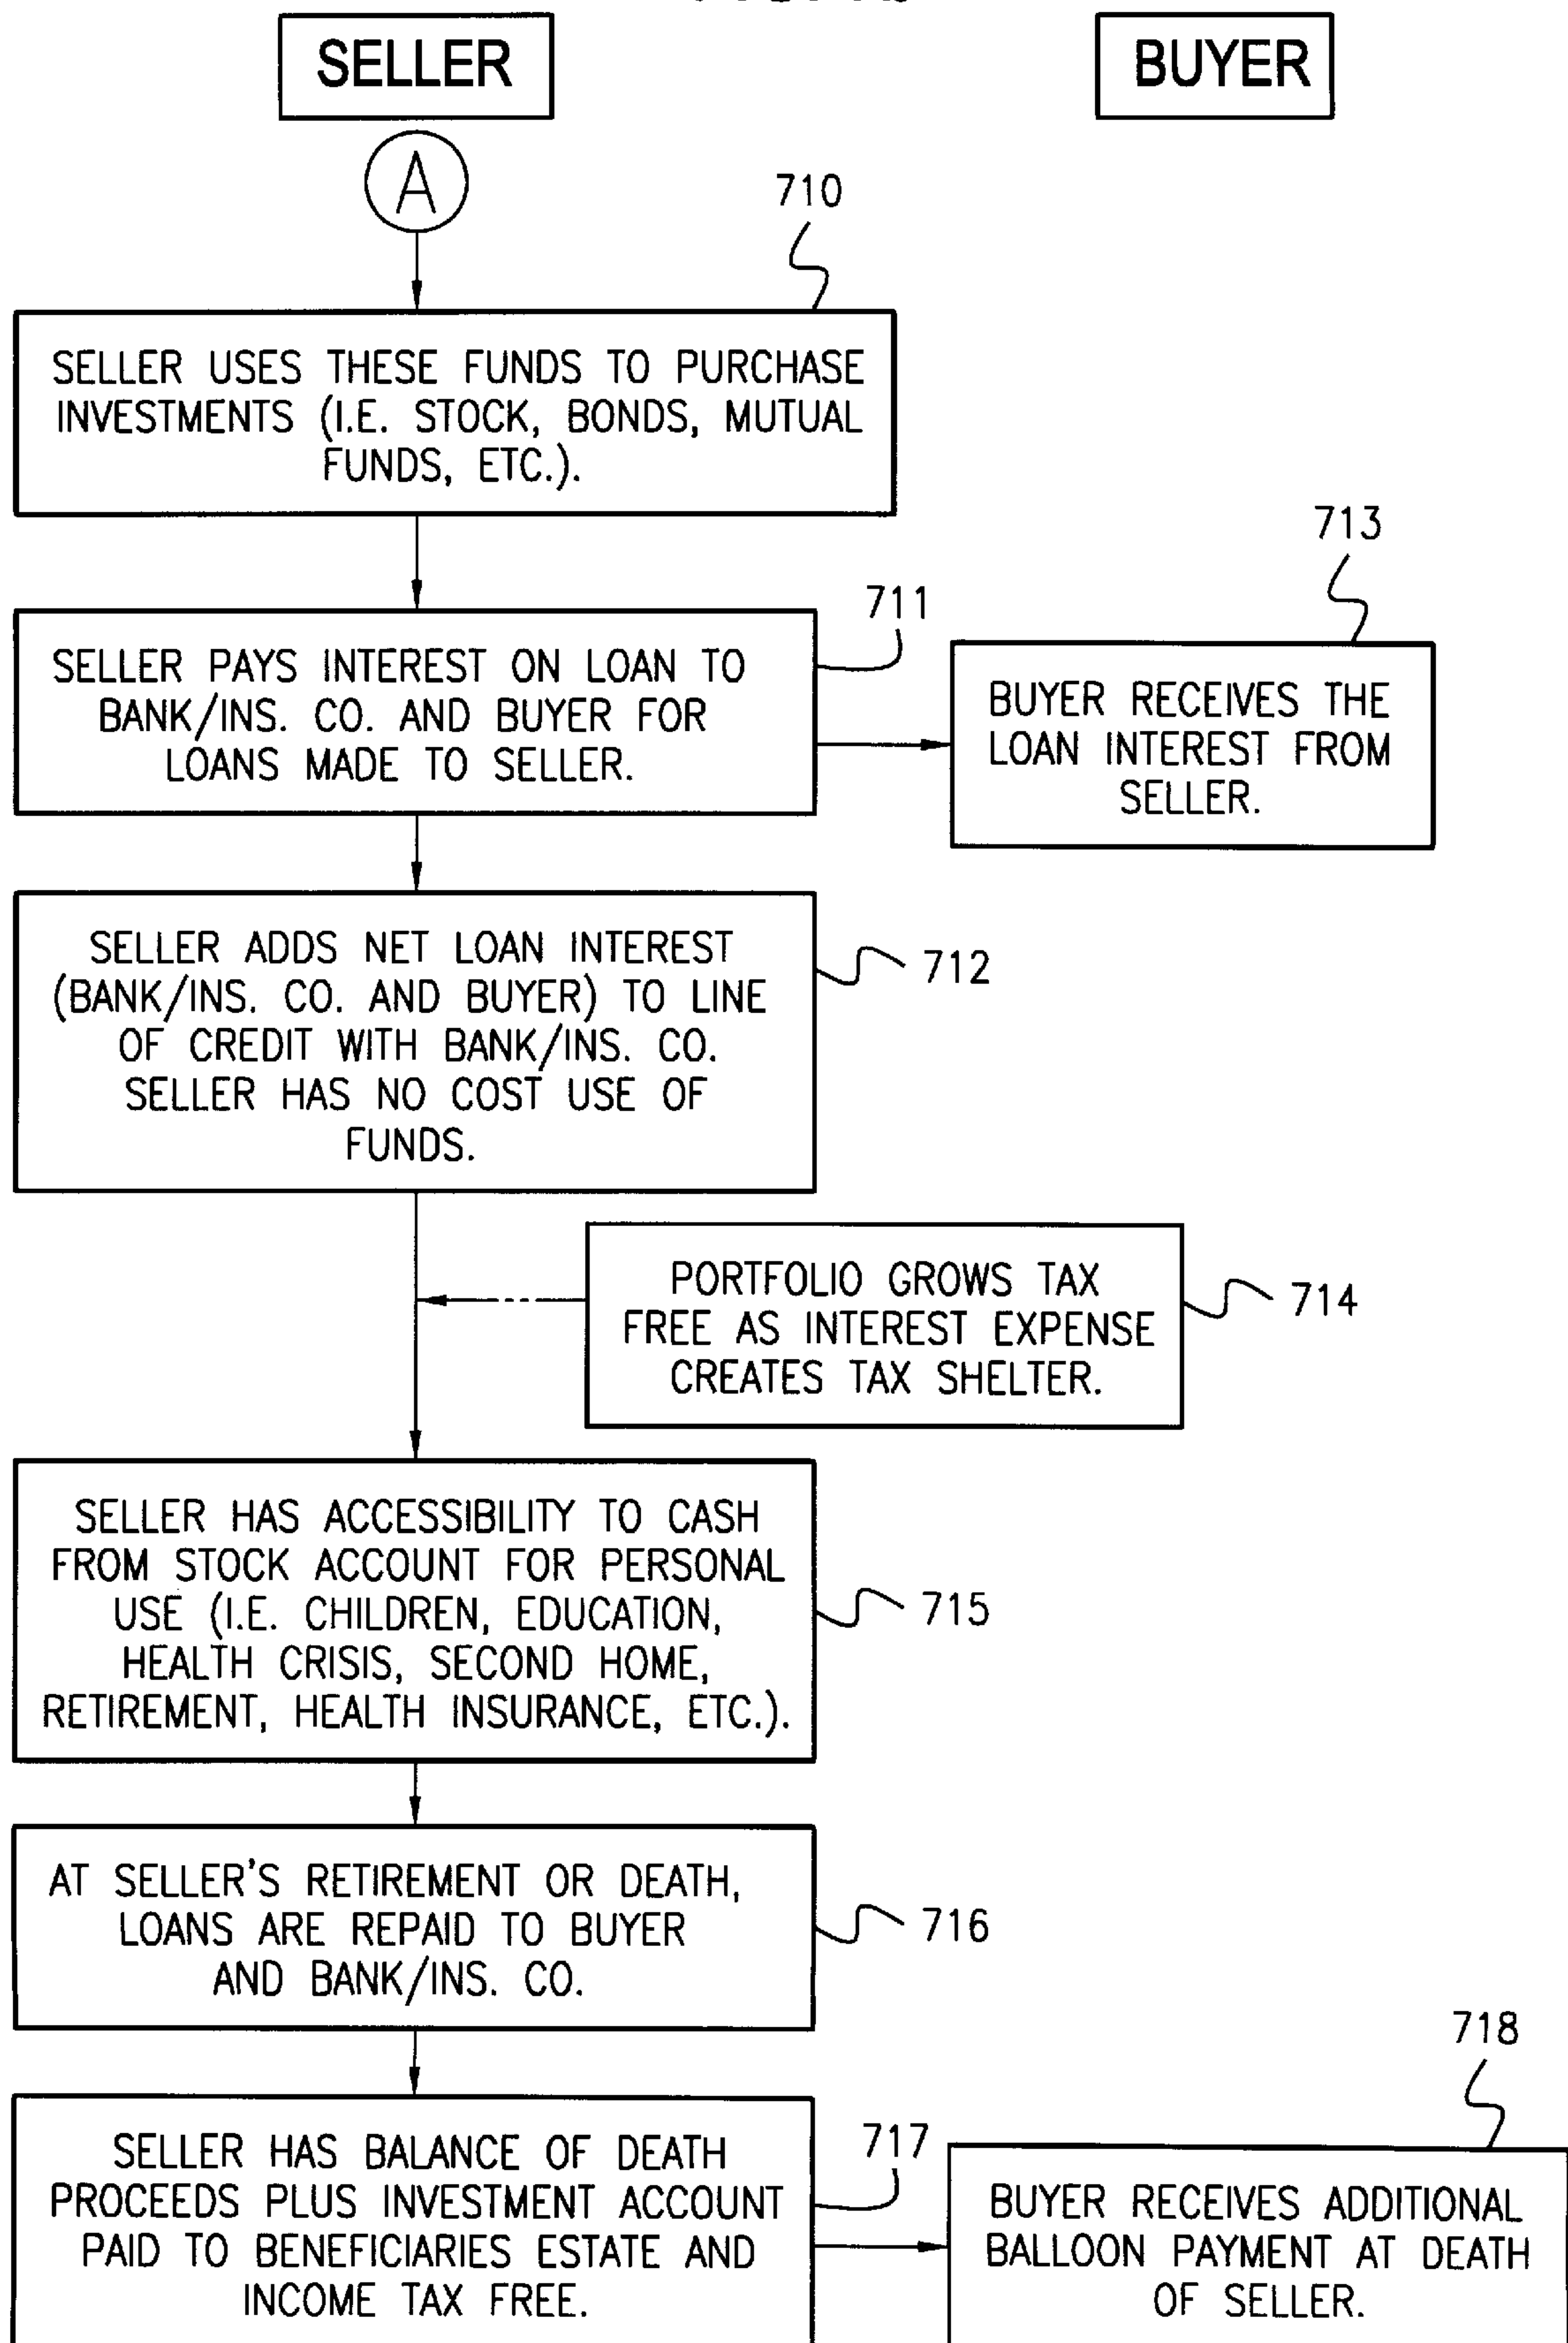 SELLER
BUYER
A
710
SELLER USES THESE FUNDS TO PURCHASE
INVESTMENTS (I.E. STOCK, BONDS, MUTUAL
FUNDS, ETC.).
711
SELLER PAYS INTEREST ON LOAN TO
BANK/INS. CO. AND BUYER FOR
LOANS MADE TO SELLER.
713
BUYER RECEIVES THE
LOAN INTEREST FROM
SELLER.
SELLER ADDS NET LOAN INTEREST
(BANK/INS. CO. AND BUYER) TO LINE
OF CREDIT WITH BANK/INS. CO.
SELLER HAS NO COST USE OF
FUNDS.
712
PORTFOLIO GROWS TAX
FREE AS INTEREST EXPENSE
CREATES TAX SHELTER.
714
SELLER HAS ACCESSIBILITY TO CASH
FROM STOCK ACCOUNT FOR PERSONAL
USE (I.E. CHILDREN, EDUCATION,
HEALTH CRISIS, SECOND HOME,
RETIREMENT, HEALTH INSURANCE, ETC.).
715
AT SELLER'S RETIREMENT OR DEATH,
LOANS ARE REPAID TO BUYER
AND BANK/INS. CO.
716
SELLER HAS BALANCE OF DEATH
PROCEEDS PLUS INVESTMENT ACCOUNT
PAID TO BENEFICIARIES ESTATE AND
INCOME TAX FREE.
717
718
BUYER RECEIVES ADDITIONAL
BALLOON PAYMENT AT DEATH
OF SELLER.